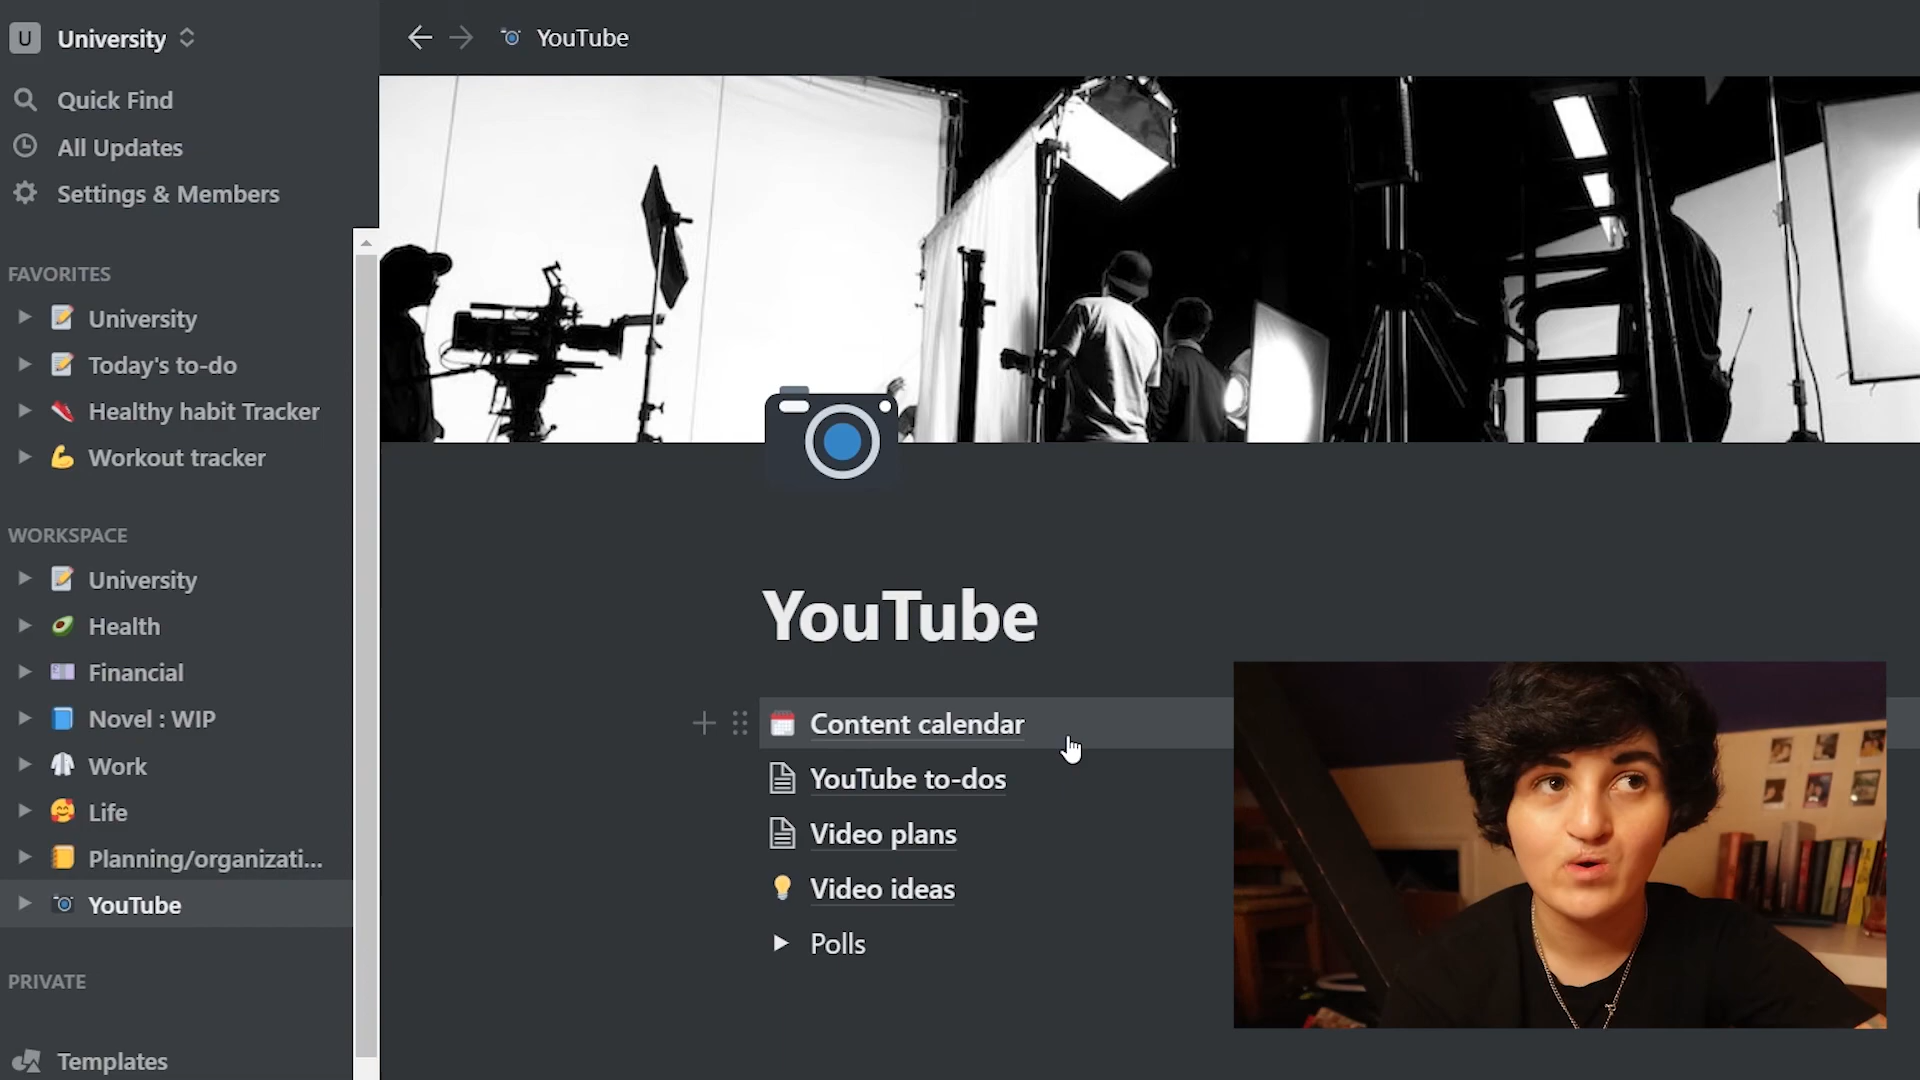 U University
YouTube
Quick Find
All Updates
Settings & Members
FAVORITES
University
Today's to-do
Healthy habit Tracker
Workout tracker
WORKSPACE
University
Health
Financial
Novel : WIP
Work
Life
Planning/organizati...
YouTube
PRIVATE
Templates
YouTube
Content calendar
YouTube to-dos
Video plans
Video ideas
Polls